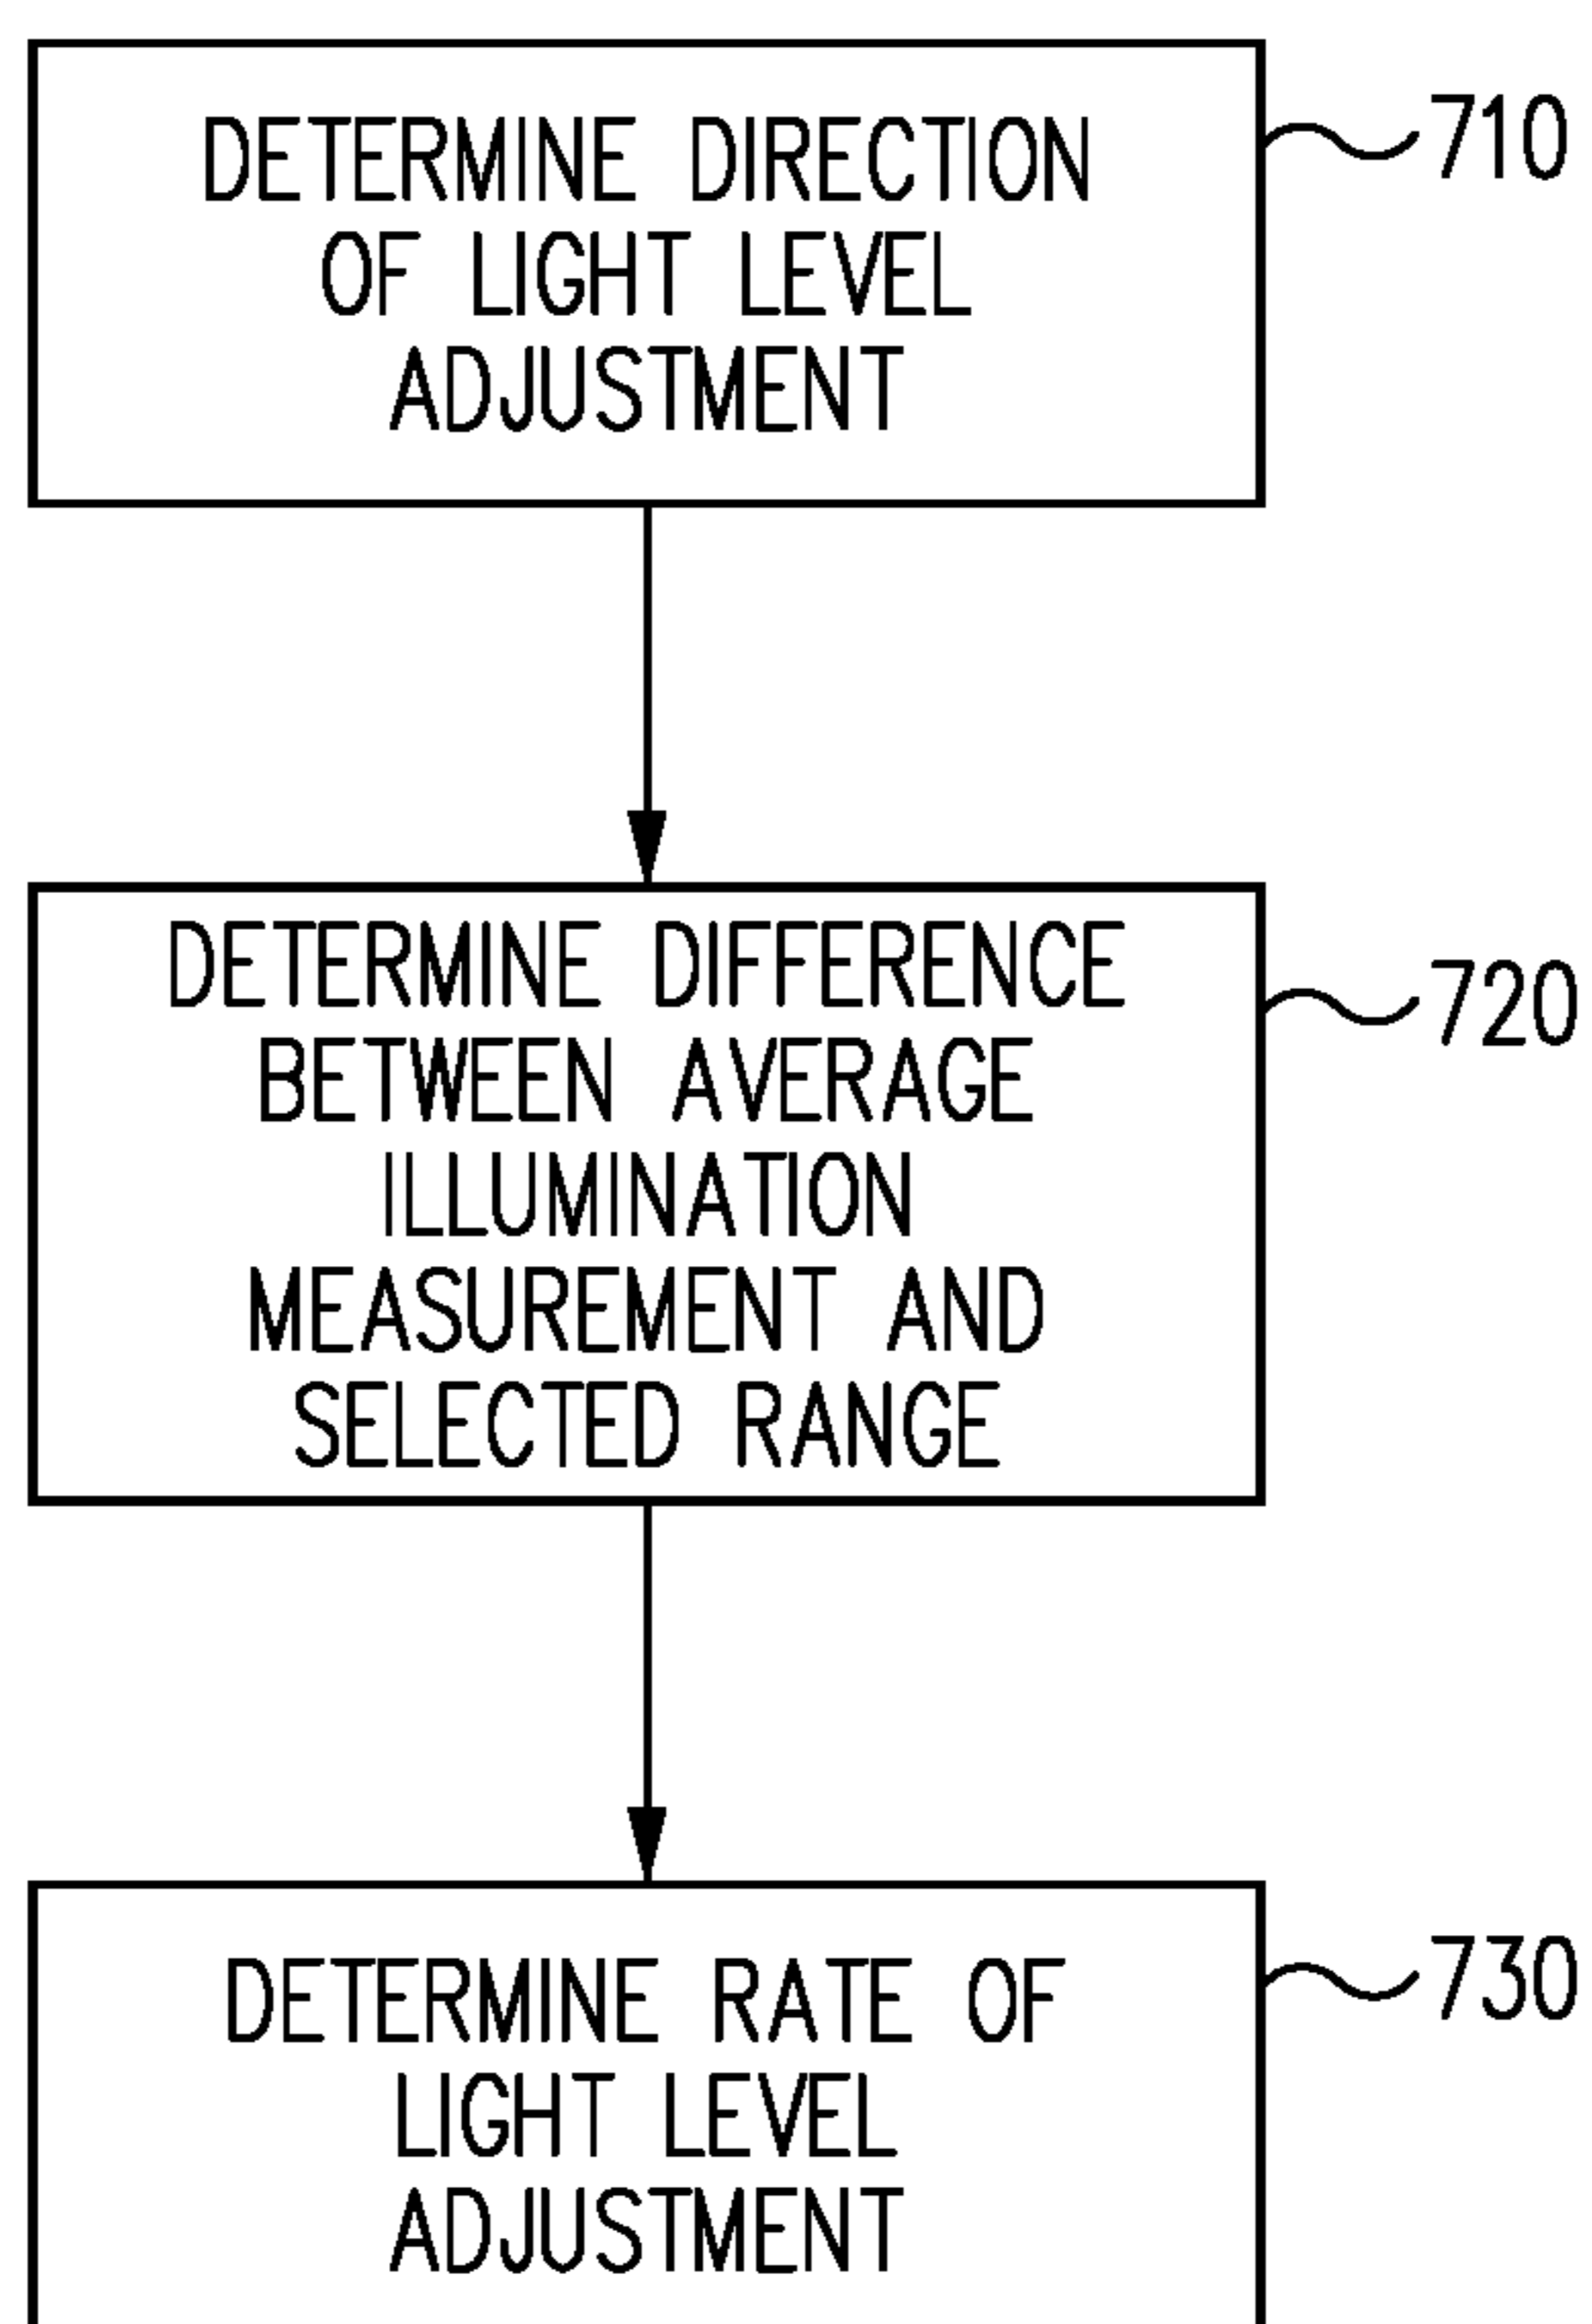 DETERMINE DIRECTION
OF LIGHT LEVEL
ADJUSTMENT
710
DETERMINE DIFFERENCE
BETWEEN AVERAGE
ILLUMINATION
MEASUREMENT AND
SELECTED RANGE
720
DETERMINE RATE OF
LIGHT LEVEL
ADJUSTMENT
730